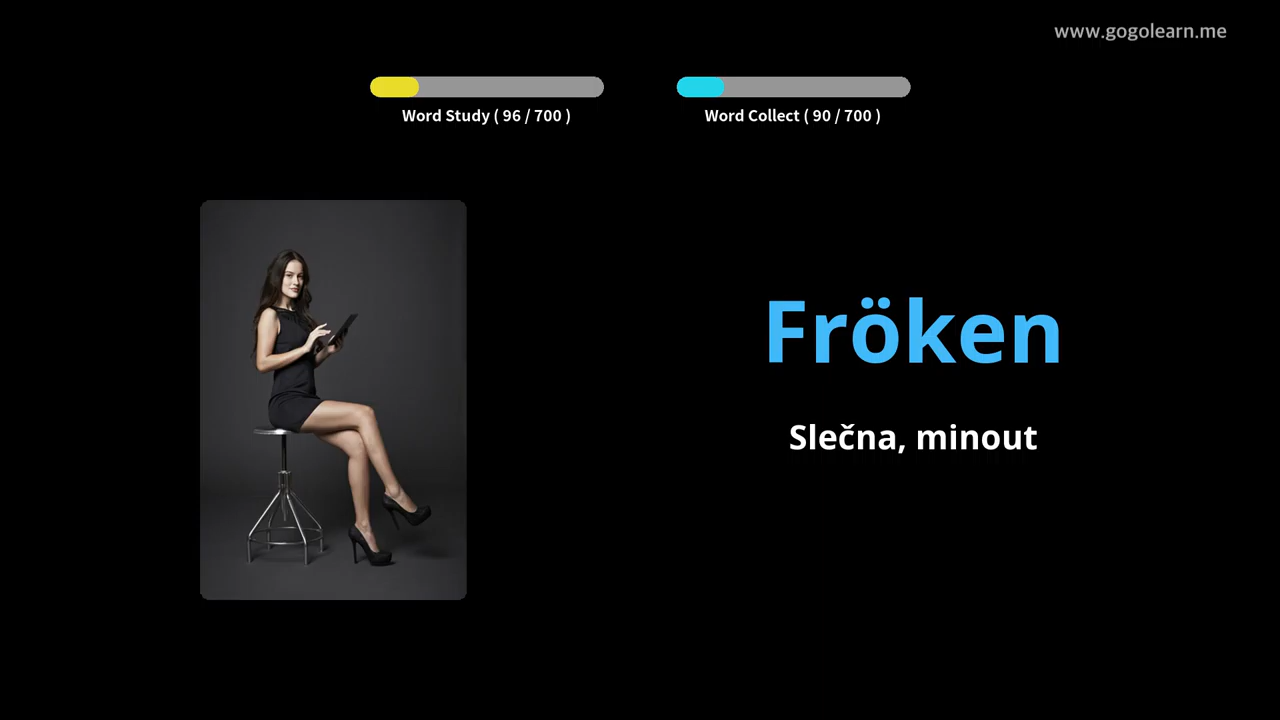 www.gogolearn.me
Word Study ( 96 / 700 )
Word Collect ( 90 / 700 )
Fröken
Slečna, minout